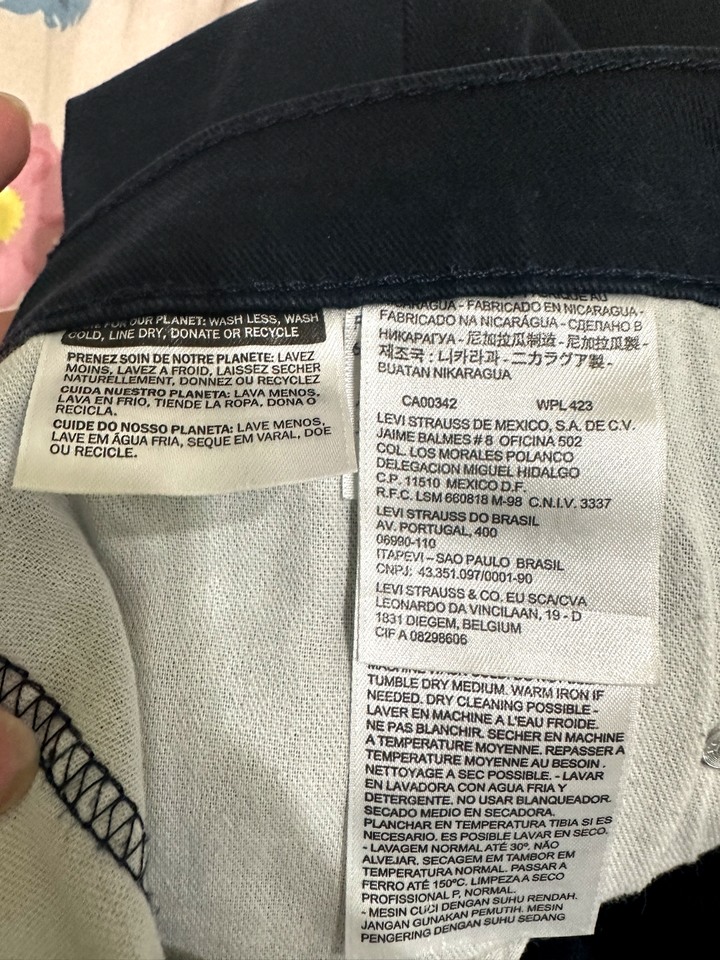 OUR PLANET: WASH LESS, WASH
COLD, LINE DRY, DONATE OR RECYCLE
PRENEZ SOIN DE NOTRE PLANETE: LAVEZ
MOINS, LAVEZ A FROID, LAISSEZ SECHER
NATURELLEMENT, DONNEZ OU RECYCLEZ
CUIDA NUESTRO PLANETA: LAVA MENOS,
LAVA EN FRIO, TIENDE LA ROPA, DONA O
RECICLA.
CUIDE DO NOSSO PLANETA: LAVE MENOS,
LAVE EM ÁGUA FRIA, SEQUE EM VARAL, DOE
OU RECICLE.
NICARAGUA - FABRICADO EN NICARAGUA -
FABRICADO NA NICARÁGUA - СДЕЛАНО В
НИКАРАГУА - 尼加拉瓜制造 - 尼加拉瓜製 -
제조국 : 니카라과 - ニカラグア製 -
BUATAN NIKARAGUA
CA00342 WPL 423
LEVI STRAUSS DE MEXICO, S.A. DE C.V.
JAIME BALMES # 8 OFICINA 502
COL. LOS MORALES POLANCO
DELEGACION MIGUEL HIDALGO
C.P. 11510 MEXICO D.F.
R.F.C. LSM 660818 M-98 C.N.I.V. 3337
LEVI STRAUSS DO BRASIL
AV. PORTUGAL, 400
06990-110
ITAPEVI – SAO PAULO BRASIL
CNPJ: 43.351.097/0001-90
LEVI STRAUSS & CO. EU SCA/CVA
LEONARDO DA VINCILAAN, 19 - D
1831 DIEGEM, BELGIUM
CIF A 08298606
TUMBLE DRY MEDIUM. WARM IRON IF
NEEDED. DRY CLEANING POSSIBLE -
LAVER EN MACHINE A L'EAU FROIDE.
NE PAS BLANCHIR. SECHER EN MACHINE
A TEMPERATURE MOYENNE. REPASSER A
TEMPERATURE MOYENNE AU BESOIN .
NETTOYAGE A SEC POSSIBLE. - LAVAR
EN LAVADORA CON AGUA FRIA Y
DETERGENTE. NO USAR BLANQUEADOR.
SECADO MEDIO EN SECADORA.
PLANCHAR EN TEMPERATURA TIBIA SI ES
NECESARIO. ES POSIBLE LAVAR EN SECO.
- LAVAGEM NORMAL ATÉ 30º. NÃO
ALVEJAR. SECAGEM EM TAMBOR EM
TEMPERATURA NORMAL. PASSAR A
FERRO ATÉ 150ºC. LIMPEZA A SECO
PROFISSIONAL P. NORMAL.
- MESIN CUCI DENGAN SUHU RENDAH.
JANGAN GUNAKAN PEMUTIH. MESIN
PENGERING DENGAN SUHU SEDANG